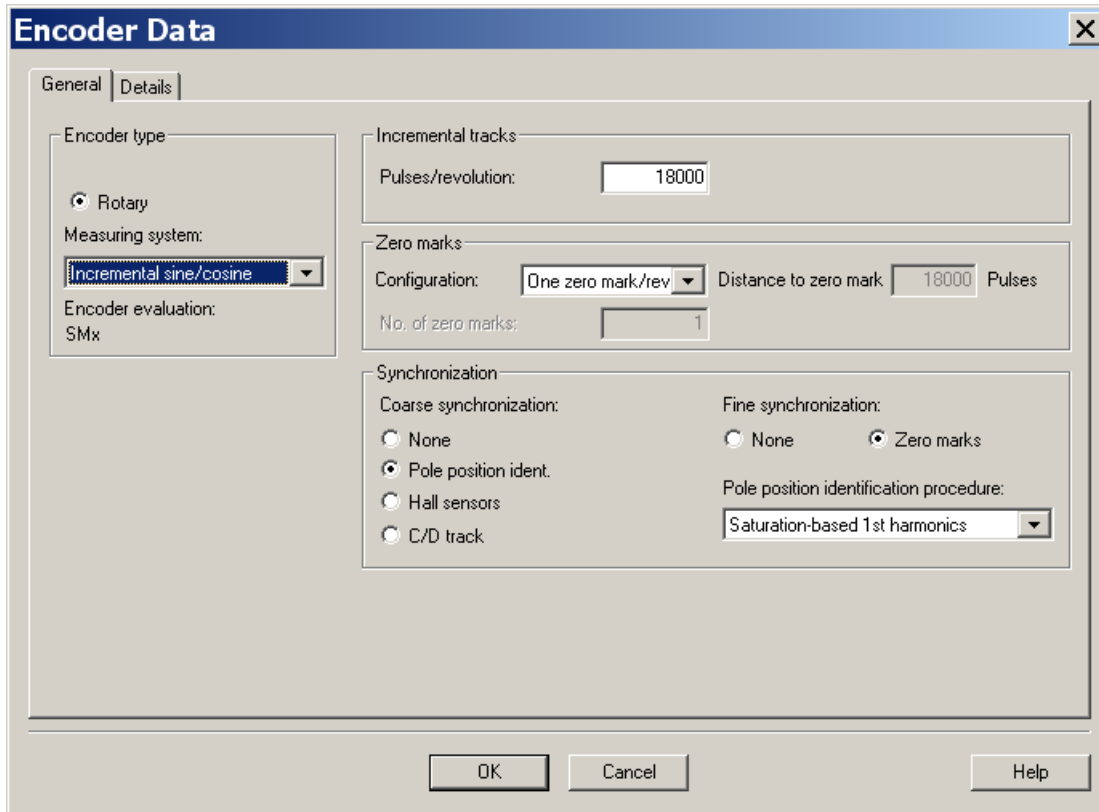 Encoder Data
General
Details
Encoder type
Rotary
Measuring system:
Incremental sine/cosine
Encoder evaluation:
SMx
Incremental tracks
Pulses/revolution: 18000
Zero marks
Configuration: One zero mark/rev Distance to zero mark 18000 Pulses
No. of zero marks: 1
Synchronization
Coarse synchronization:
None
Pole position ident.
Hall sensors
C/D track
Fine synchronization:
None Zero marks
Pole position identification procedure:
Saturation-based 1st harmonics
OK Cancel Help